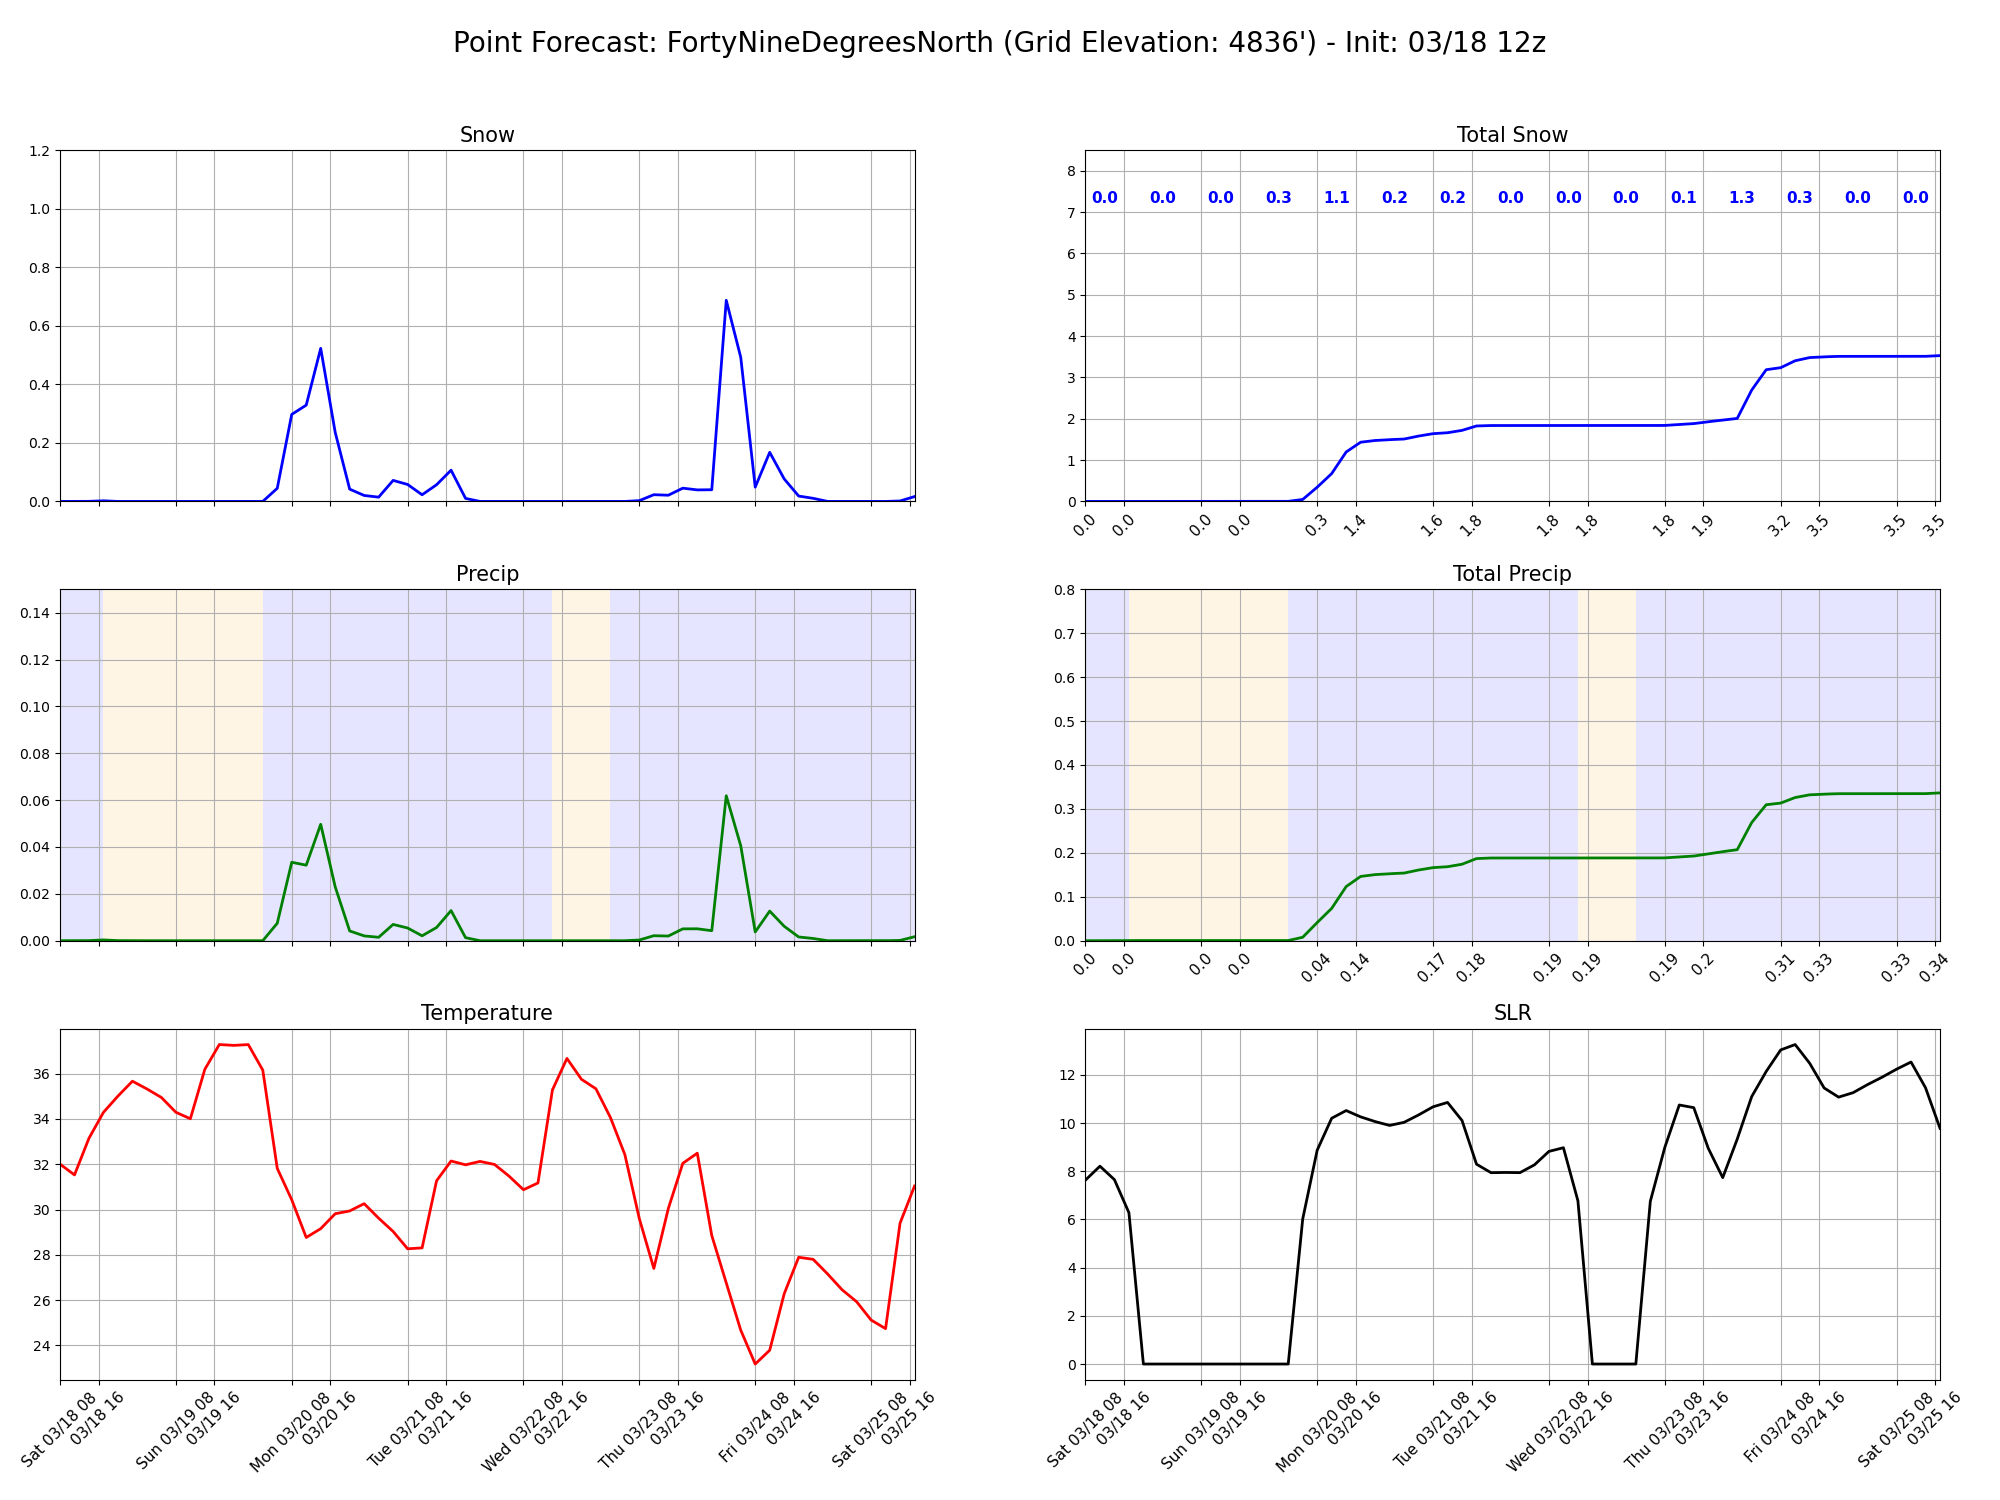 Point Forecast: FortyNineDegreesNorth (Grid Elevation: 4836') - Init: 03/18 12z
Snow
1.2
1.0
0.8
0.6
0.4
0.2
0.0
Total Snow
8
7
6
5
4
3
2
1
0
0.0 0.0 0.0 0.3 1.1 0.2 0.2 0.0 0.0 0.0 0.1 1.3 0.3 0.0 0.0
0.0 0.0 0.0 0.0 0.3 1.4 1.6 1.8 1.8 1.8 1.8 1.9 3.2 3.5 3.5 3.5
Precip
0.14
0.12
0.10
0.08
0.06
0.04
0.02
0.00
Total Precip
0.8
0.7
0.6
0.5
0.4
0.3
0.2
0.1
0.0
0.0 0.0 0.0 0.0 0.04 0.14 0.17 0.18 0.19 0.19 0.19 0.2 0.31 0.33 0.33 0.34
Temperature
36
34
32
30
28
26
24
Sat 03/18 08
03/18 16
Sun 03/19 08
03/19 16
Mon 03/20 08
03/20 16
Tue 03/21 08
03/21 16
Wed 03/22 08
03/22 16
Thu 03/23 08
03/23 16
Fri 03/24 08
03/24 16
Sat 03/25 08
03/25 16
SLR
12
10
8
6
4
2
0
Sat 03/18 08
03/18 16
Sun 03/19 08
03/19 16
Mon 03/20 08
03/20 16
Tue 03/21 08
03/21 16
Wed 03/22 08
03/22 16
Thu 03/23 08
03/23 16
Fri 03/24 08
03/24 16
Sat 03/25 08
03/25 16